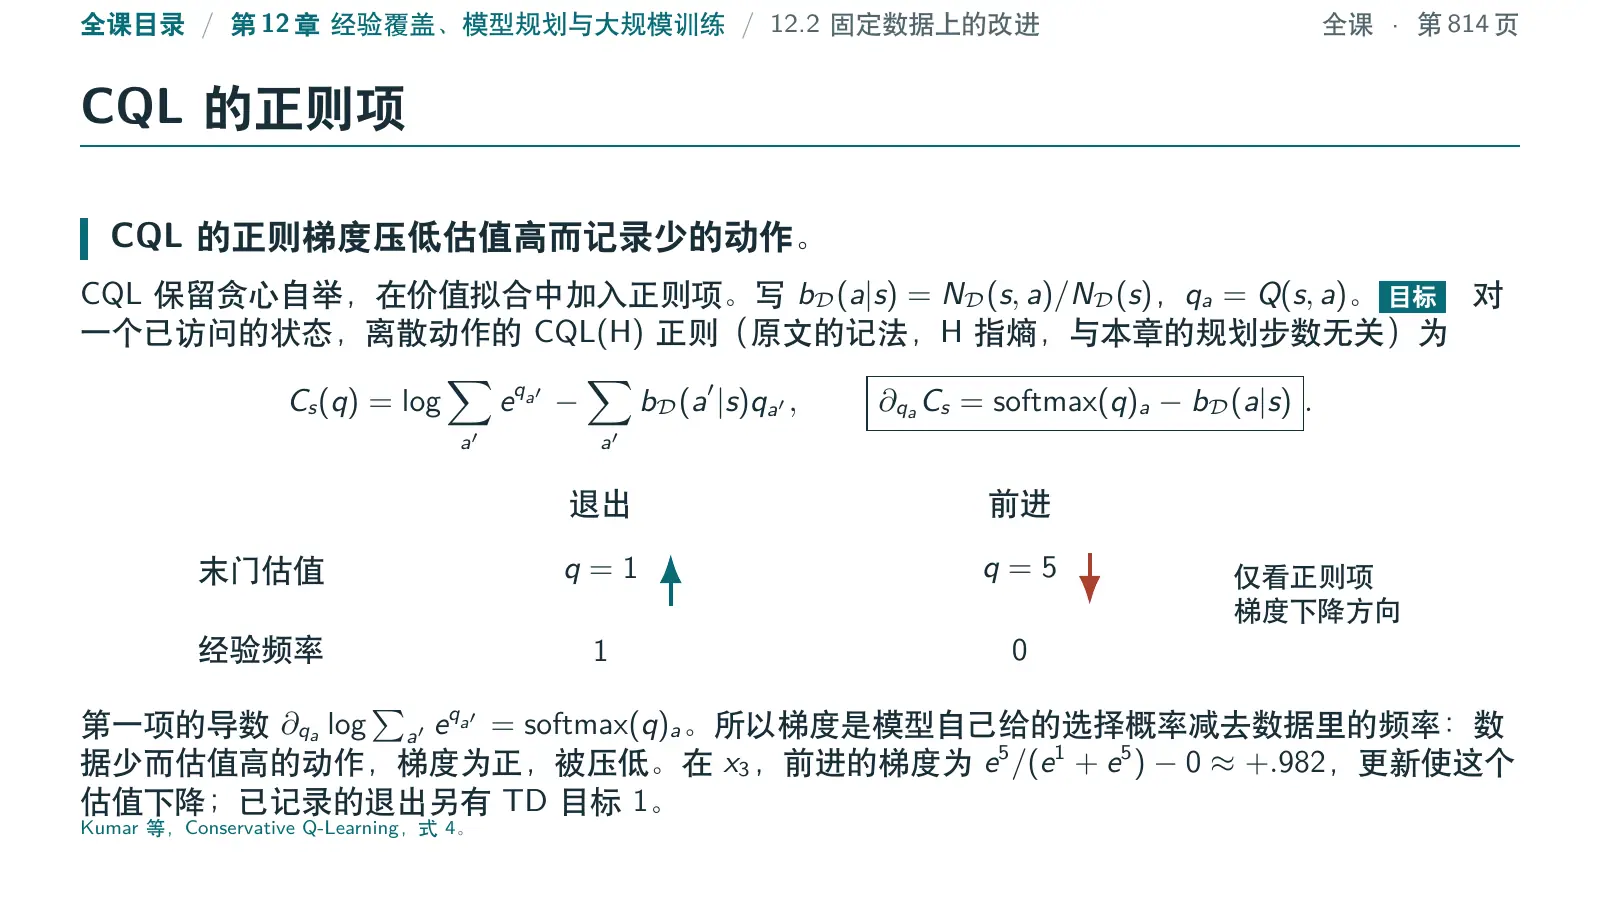 全课目录 / 第 12 章 经验覆盖、模型规划与大规模训练 / 12.2 固定数据上的改进 全课 · 第 814 页
CQL 的正则项
CQL 的正则梯度压低估值高而记录少的动作。
CQL 保留贪心自举，在价值拟合中加入正则项。写 b_𝒟(a|s) = N_𝒟(s, a)/N_𝒟(s)，q_a = Q(s, a)。 目标 对
一个已访问的状态，离散动作的 CQL(H) 正则（原文的记法，H 指熵，与本章的规划步数无关）为
C_s(q) = log ∑_{a′} e^{q_{a′}} − ∑_{a′} b_𝒟(a′|s)q_{a′}, ∂_{q_a} C_s = softmax(q)_a − b_𝒟(a|s).
退出 前进
末门估值 q = 1 q = 5
仅看正则项
梯度下降方向
经验频率 1 0
第一项的导数 ∂_{q_a} log ∑_{a′} e^{q_{a′}} = softmax(q)_a。所以梯度是模型自己给的选择概率减去数据里的频率：数
据少而估值高的动作，梯度为正，被压低。在 x₃，前进的梯度为 e⁵/(e¹ + e⁵) − 0 ≈ +.982，更新使这个
估值下降；已记录的退出另有 TD 目标 1。
Kumar 等，Conservative Q-Learning，式 4。